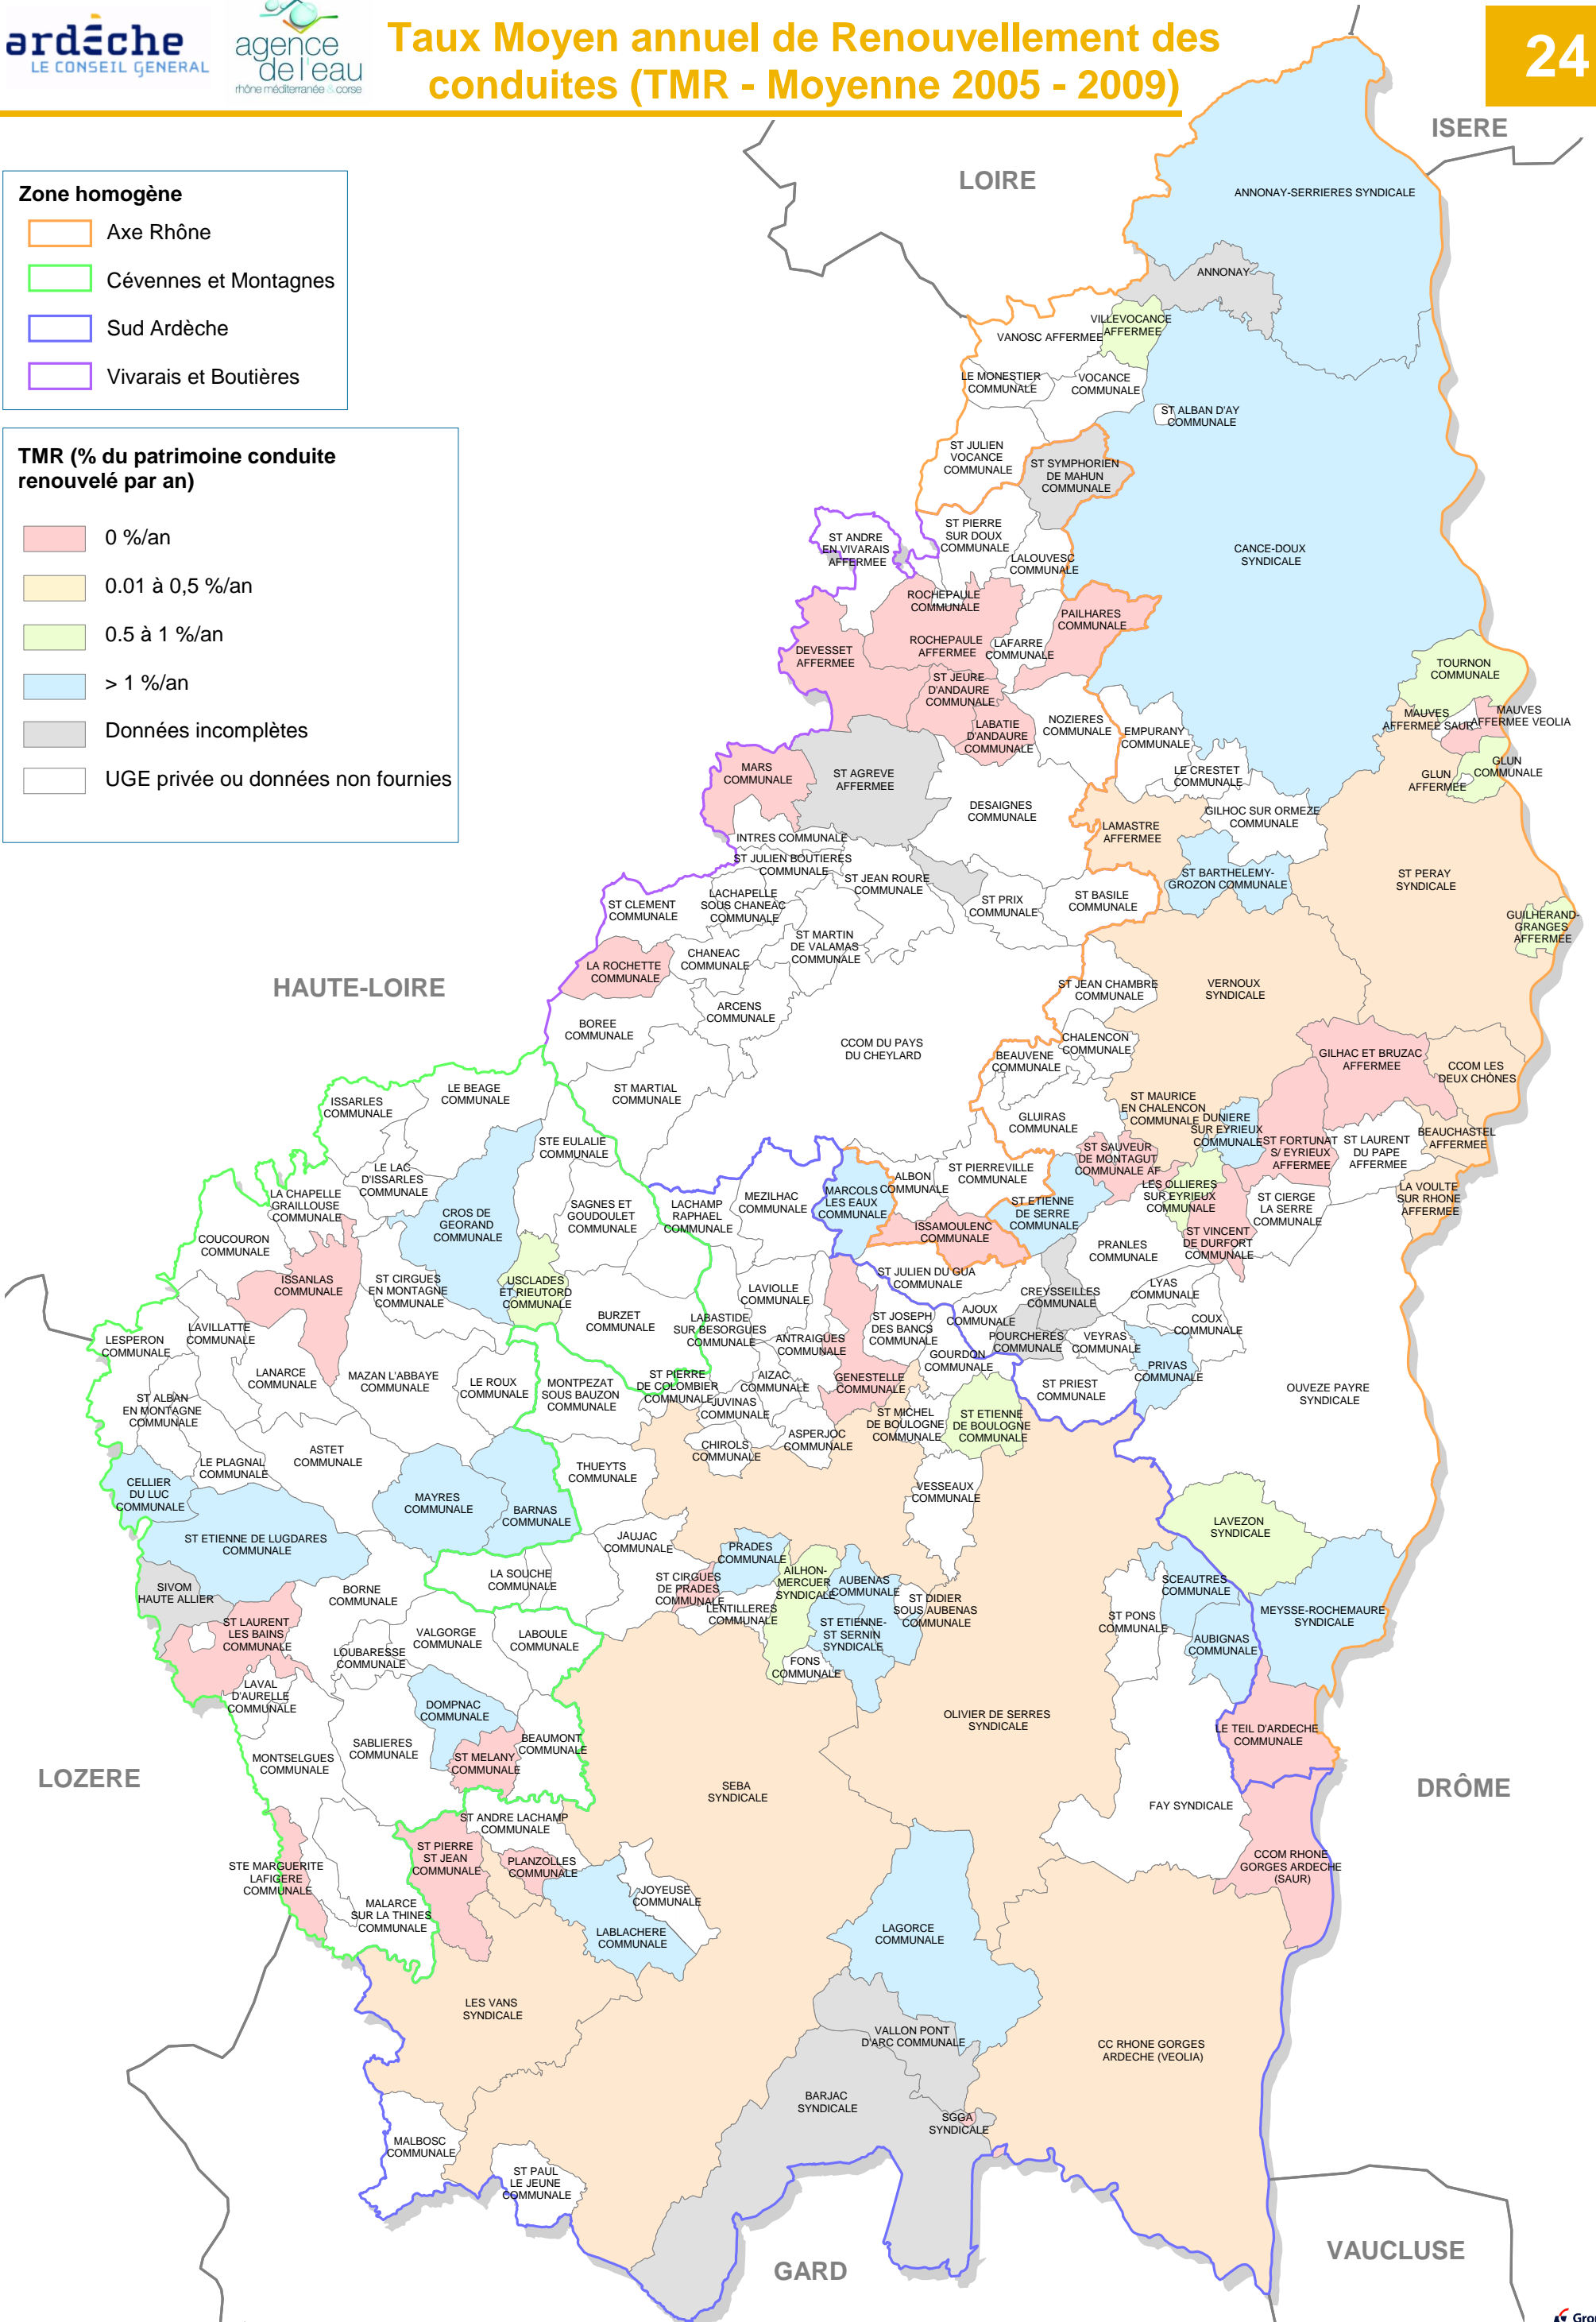 ardèche
LE CONSEIL GENERAL
agence
de l'eau
rhône méditerranée & corse
Taux Moyen annuel de Renouvellement des
conduites (TMR - Moyenne 2005 - 2009)
24
Zone homogène
Axe Rhône
Cévennes et Montagnes
Sud Ardèche
Vivarais et Boutières
TMR (% du patrimoine conduite
renouvelé par an)
0 %/an
0.01 à 0,5 %/an
0.5 à 1 %/an
> 1 %/an
Données incomplètes
UGE privée ou données non fournies
ISERE
LOIRE
HAUTE-LOIRE
LOZERE
DRÔME
GARD
VAUCLUSE
ANNONAY-SERRIERES SYNDICALE
ANNONAY
VILLEVOCANCE
AFFERMEE
VANOSC AFFERMEE
LE MONESTIER
COMMUNALE
VOCANCE
COMMUNALE
ST ALBAN D'AY
COMMUNALE
ST JULIEN
VOCANCE
COMMUNALE
ST SYMPHORIEN
DE MAHUN
COMMUNALE
ST ANDRE
EN VIVARAIS
AFFERMEE
ST PIERRE
SUR DOUX
COMMUNALE
LALOUVESC
COMMUNALE
CANCE-DOUX
SYNDICALE
ROCHEPAULE
COMMUNALE
PAILHARES
COMMUNALE
ROCHEPAULE
AFFERMEE
LAFARRE
COMMUNALE
DEVESSET
AFFERMEE
TOURNON
COMMUNALE
ST JEURE
D'ANDAURE
COMMUNALE
LABATIE
D'ANDAURE
COMMUNALE
NOZIERES
COMMUNALE
EMPURANY
COMMUNALE
MAUVES
AFFERMEE SAUR
MAUVES
AFFERMEE VEOLIA
MARS
COMMUNALE
ST AGREVE
AFFERMEE
LE CRESTET
COMMUNALE
GLUN
AFFERMEE
GLUN
COMMUNALE
DESAIGNES
COMMUNALE
GILHOC SUR ORMEZE
COMMUNALE
LAMASTRE
AFFERMEE
INTRES COMMUNALE
ST JULIEN BOUTIERES
COMMUNALE
ST JEAN ROURE
COMMUNALE
ST BARTHELEMY-
GROZON COMMUNALE
ST PERAY
SYNDICALE
ST CLEMENT
COMMUNALE
LACHAPELLE
SOUS CHANEAC
COMMUNALE
ST PRIX
COMMUNALE
ST BASILE
COMMUNALE
GUILHERAND-
GRANGES
AFFERMEE
ST MARTIN
DE VALAMAS
COMMUNALE
CHANEAC
COMMUNALE
LA ROCHETTE
COMMUNALE
ST JEAN CHAMBRE
COMMUNALE
VERNOUX
SYNDICALE
ARCENS
COMMUNALE
BOREE
COMMUNALE
CCOM DU PAYS
DU CHEYLARD
CHALENCON
COMMUNALE
BEAUVENE
COMMUNALE
GILHAC ET BRUZAC
AFFERMEE
CCOM LES
DEUX CHÒNES
ST MARTIAL
COMMUNALE
LE BEAGE
COMMUNALE
ISSARLES
COMMUNALE
ST MAURICE
EN CHALENCON
COMMUNALE
DUNIERE
SUR EYRIEUX
COMMUNALE
GLUIRAS
COMMUNALE
BEAUCHASTEL
AFFERMEE
ST FORTUNAT
S/ EYRIEUX
AFFERMEE
ST LAURENT
DU PAPE
AFFERMEE
STE EULALIE
COMMUNALE
ST SAUVEUR
DE MONTAGUT
COMMUNALE AF
LE LAC
D'ISSARLES
COMMUNALE
ALBON
COMMUNALE
ST PIERREVILLE
COMMUNALE
LES OLLIERES
SUR EYRIEUX
COMMUNALE
LA VOULTE
SUR RHONE
AFFERMEE
LA CHAPELLE
GRAILLOUSE
COMMUNALE
MARCOLS
LES EAUX
COMMUNALE
ST ETIENNE
DE SERRE
COMMUNALE
ST CIERGE
LA SERRE
COMMUNALE
SAGNES ET
GOUDOULET
COMMUNALE
LACHAMP
RAPHAEL
COMMUNALE
MEZILHAC
COMMUNALE
CROS DE
GEORAND
COMMUNALE
ISSAMOULENC
COMMUNALE
ST VINCENT
DE DURFORT
COMMUNALE
COUCOURON
COMMUNALE
PRANLES
COMMUNALE
ISSANLAS
COMMUNALE
ST CIRGUES
EN MONTAGNE
COMMUNALE
USCLADES
ET RIEUTORD
COMMUNALE
ST JULIEN DU GUA
COMMUNALE
LAVIOLLE
COMMUNALE
CREYSSEILLES
COMMUNALE
LYAS
COMMUNALE
BURZET
COMMUNALE
LABASTIDE
SUR BESORGUES
COMMUNALE
ST JOSEPH
DES BANCS
COMMUNALE
AJOUX
COMMUNALE
COUX
COMMUNALE
LESPERON
COMMUNALE
LAVILLATTE
COMMUNALE
ANTRAIGUES
COMMUNALE
POURCHERES
COMMUNALE
VEYRAS
COMMUNALE
GOURDON
COMMUNALE
PRIVAS
COMMUNALE
LANARCE
COMMUNALE
MAZAN L'ABBAYE
COMMUNALE
LE ROUX
COMMUNALE
MONTPEZAT
SOUS BAUZON
COMMUNALE
ST PIERRE
DE COLOMBIER
COMMUNALE
AIZAC
COMMUNALE
GENESTELLE
COMMUNALE
ST PRIEST
COMMUNALE
OUVEZE PAYRE
SYNDICALE
ST ALBAN
EN MONTAGNE
COMMUNALE
JUVINAS
COMMUNALE
ST MICHEL
DE BOULOGNE
COMMUNALE
ST ETIENNE
DE BOULOGNE
COMMUNALE
ASPERJOC
COMMUNALE
CHIROLS
COMMUNALE
ASTET
COMMUNALE
LE PLAGNAL
COMMUNALE
THUEYTS
COMMUNALE
CELLIER
DU LUC
COMMUNALE
VESSEAUX
COMMUNALE
MAYRES
COMMUNALE
BARNAS
COMMUNALE
LAVEZON
SYNDICALE
ST ETIENNE DE LUGDARES
COMMUNALE
JAUJAC
COMMUNALE
PRADES
COMMUNALE
AILHON-
MERCUER
SYNDICALE
AUBENAS
COMMUNALE
LA SOUCHE
COMMUNALE
ST CIRGUES
DE PRADES
COMMUNALE
SCEAUTRES
COMMUNALE
SIVOM
HAUTE ALLIER
BORNE
COMMUNALE
ST DIDIER
SOUS AUBENAS
COMMUNALE
LENTILLERES
COMMUNALE
MEYSSE-ROCHEMAURE
SYNDICALE
ST LAURENT
LES BAINS
COMMUNALE
ST ETIENNE-
ST SERNIN
SYNDICALE
ST PONS
COMMUNALE
VALGORGE
COMMUNALE
LABOULE
COMMUNALE
AUBIGNAS
COMMUNALE
LOUBARESSE
COMMUNALE
FONS
COMMUNALE
LAVAL
D'AURELLE
COMMUNALE
DOMPNAC
COMMUNALE
OLIVIER DE SERRES
SYNDICALE
LE TEIL D'ARDECHE
COMMUNALE
BEAUMONT
COMMUNALE
SABLIERES
COMMUNALE
MONTSELGUES
COMMUNALE
ST MELANY
COMMUNALE
SEBA
SYNDICALE
FAY SYNDICALE
ST ANDRE LACHAMP
COMMUNALE
ST PIERRE
ST JEAN
COMMUNALE
PLANZOLLES
COMMUNALE
CCOM RHONE
GORGES ARDECHE
(SAUR)
STE MARGUERITE
LAFIGERE
COMMUNALE
JOYEUSE
COMMUNALE
MALARCE
SUR LA THINES
COMMUNALE
LABLACHERE
COMMUNALE
LAGORCE
COMMUNALE
LES VANS
SYNDICALE
VALLON PONT
D'ARC COMMUNALE
CC RHONE GORGES
ARDECHE (VEOLIA)
BARJAC
SYNDICALE
SGGA
SYNDICALE
MALBOSC
COMMUNALE
ST PAUL
LE JEUNE
COMMUNALE